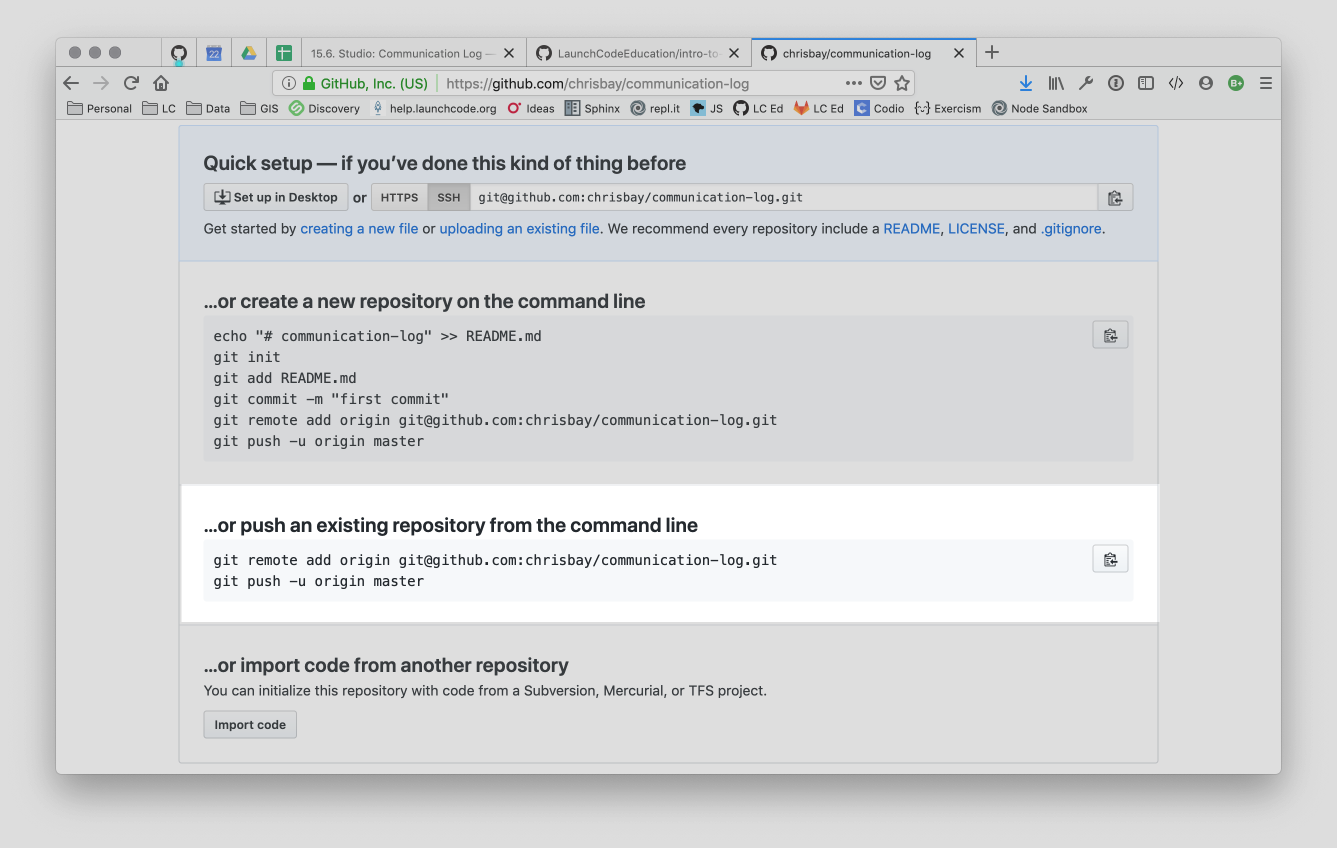 15.6. Studio: Communication Log —
LaunchCodeEducation/intro-to-
chrisbay/communication-log
GitHub, Inc. (US)
https://github.com/chrisbay/communication-log
Personal LC Data GIS Discovery help.launchcode.org Ideas Sphinx repl.it JS LC Ed LC Ed Codio {·}} Exercism Node Sandbox
Quick setup — if you’ve done this kind of thing before
Set up in Desktop or HTTPS SSH git@github.com:chrisbay/communication-log.git
Get started by creating a new file or uploading an existing file. We recommend every repository include a README, LICENSE, and .gitignore.
…or create a new repository on the command line
echo "# communication-log" >> README.md
git init
git add README.md
git commit -m "first commit"
git remote add origin git@github.com:chrisbay/communication-log.git
git push -u origin master
…or push an existing repository from the command line
git remote add origin git@github.com:chrisbay/communication-log.git
git push -u origin master
…or import code from another repository
You can initialize this repository with code from a Subversion, Mercurial, or TFS project.
Import code